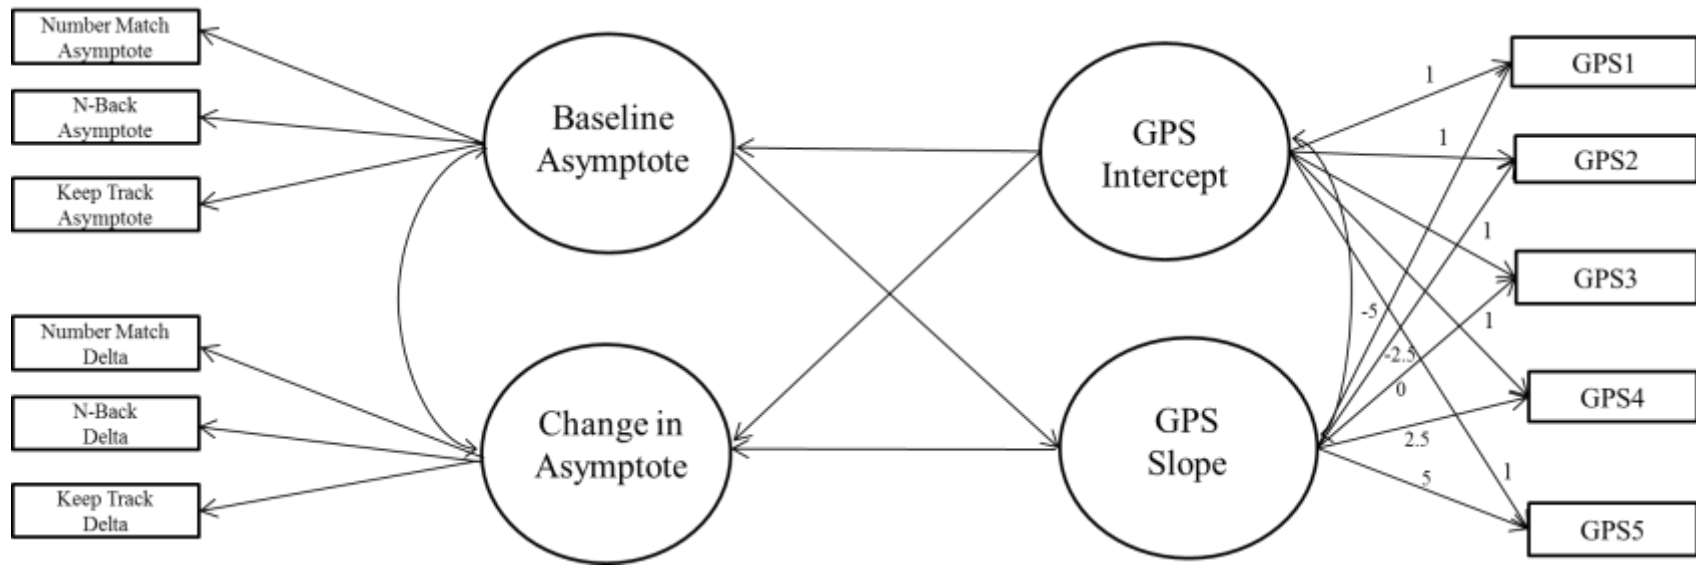 Number Match
Asymptote
N-Back
Asymptote
Keep Track
Asymptote
Number Match
Delta
N-Back
Delta
Keep Track
Delta
Baseline
Asymptote
Change in
Asymptote
GPS
Intercept
GPS
Slope
1
1
1
1
1
-5
-2.5
0
2.5
5
GPS1
GPS2
GPS3
GPS4
GPS5